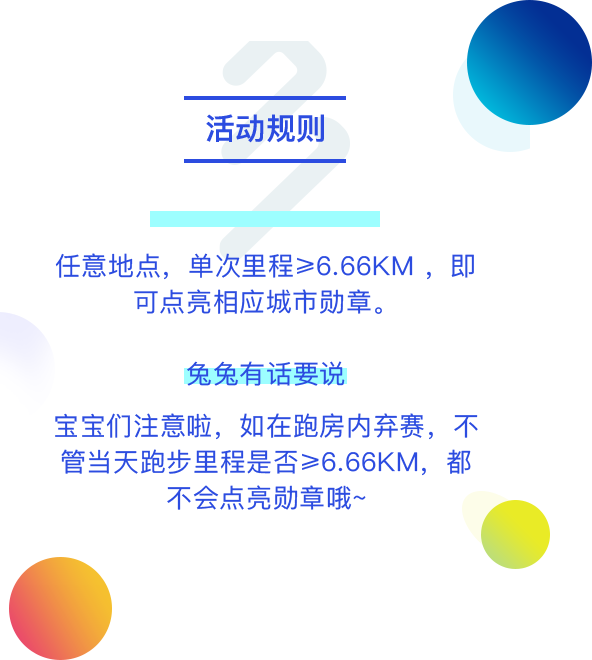 活动规则
任意地点，单次里程≥6.66KM ，即
可点亮相应城市勋章。
兔兔有话要说
宝宝们注意啦，如在跑房内弃赛，不
管当天跑步里程是否≥6.66KM，都
不会点亮勋章哦~